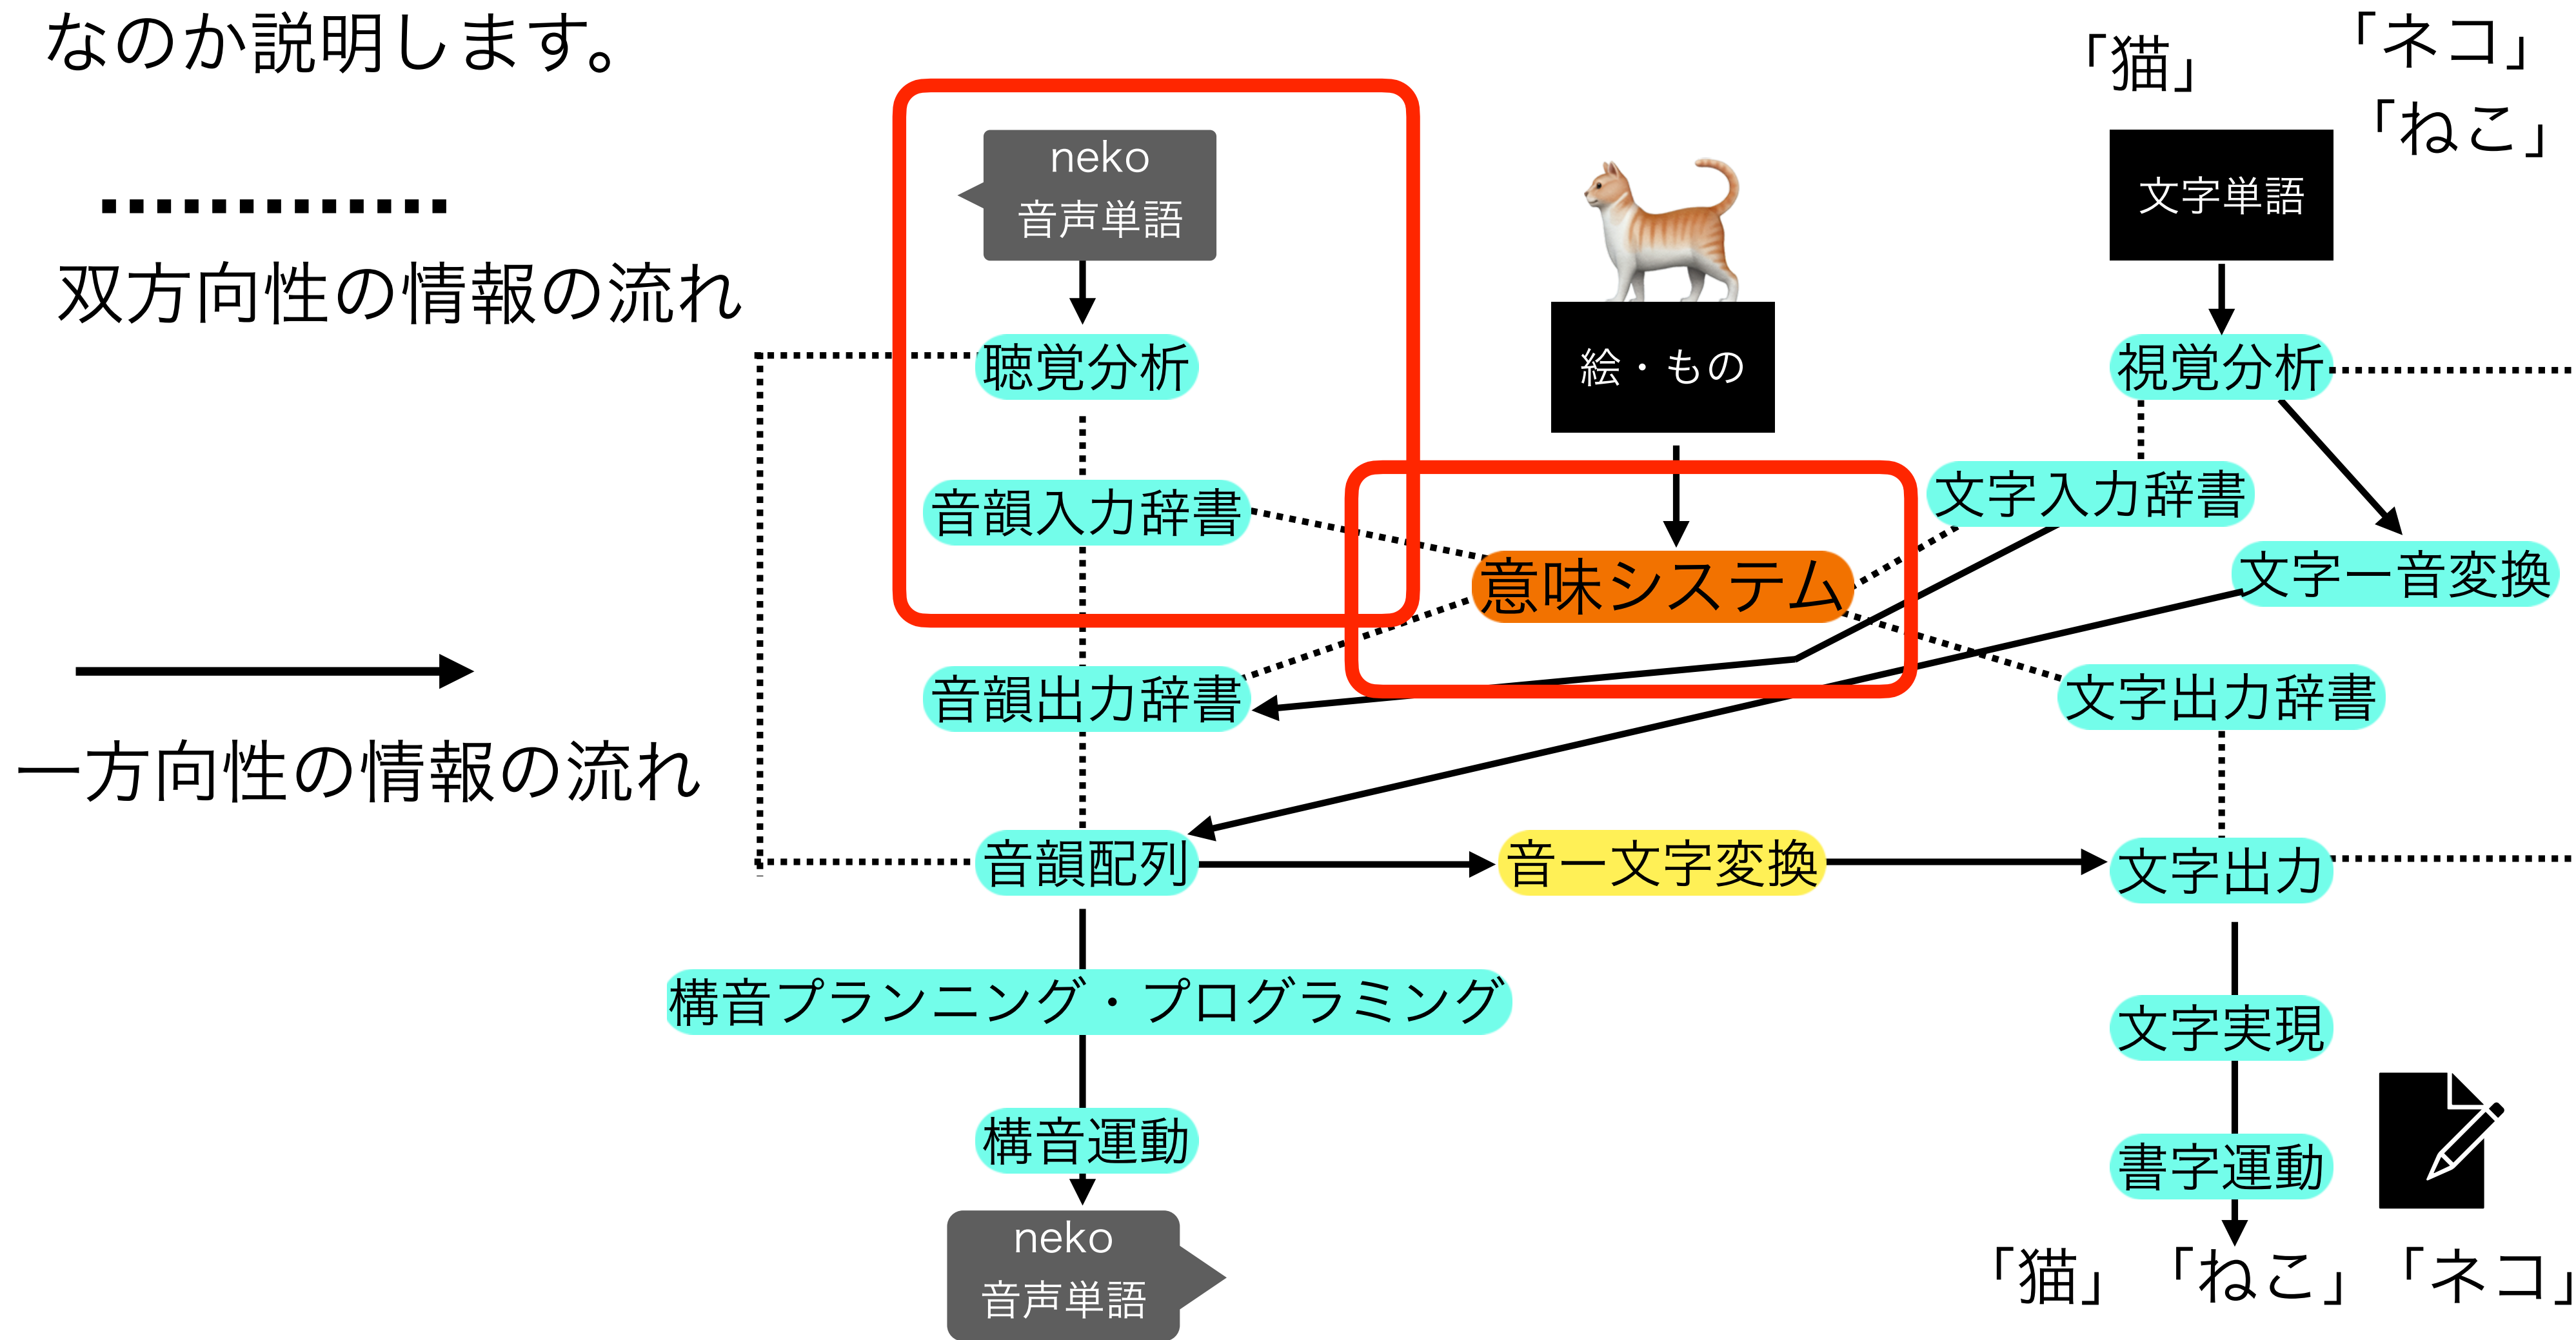 なのか説明します。
双方向性の情報の流れ
一方向性の情報の流れ
neko
音声単語
聴覚分析
音韻入力辞書
音韻出力辞書
音韻配列
構音プランニング・プログラミング
構音運動
neko
音声単語
絵・もの
意味システム
音ー文字変換
「猫」
「ネコ」
「ねこ」
文字単語
視覚分析
文字入力辞書
文字ー音変換
文字出力辞書
文字出力
文字実現
書字運動
「猫」 「ねこ」 「ネコ」